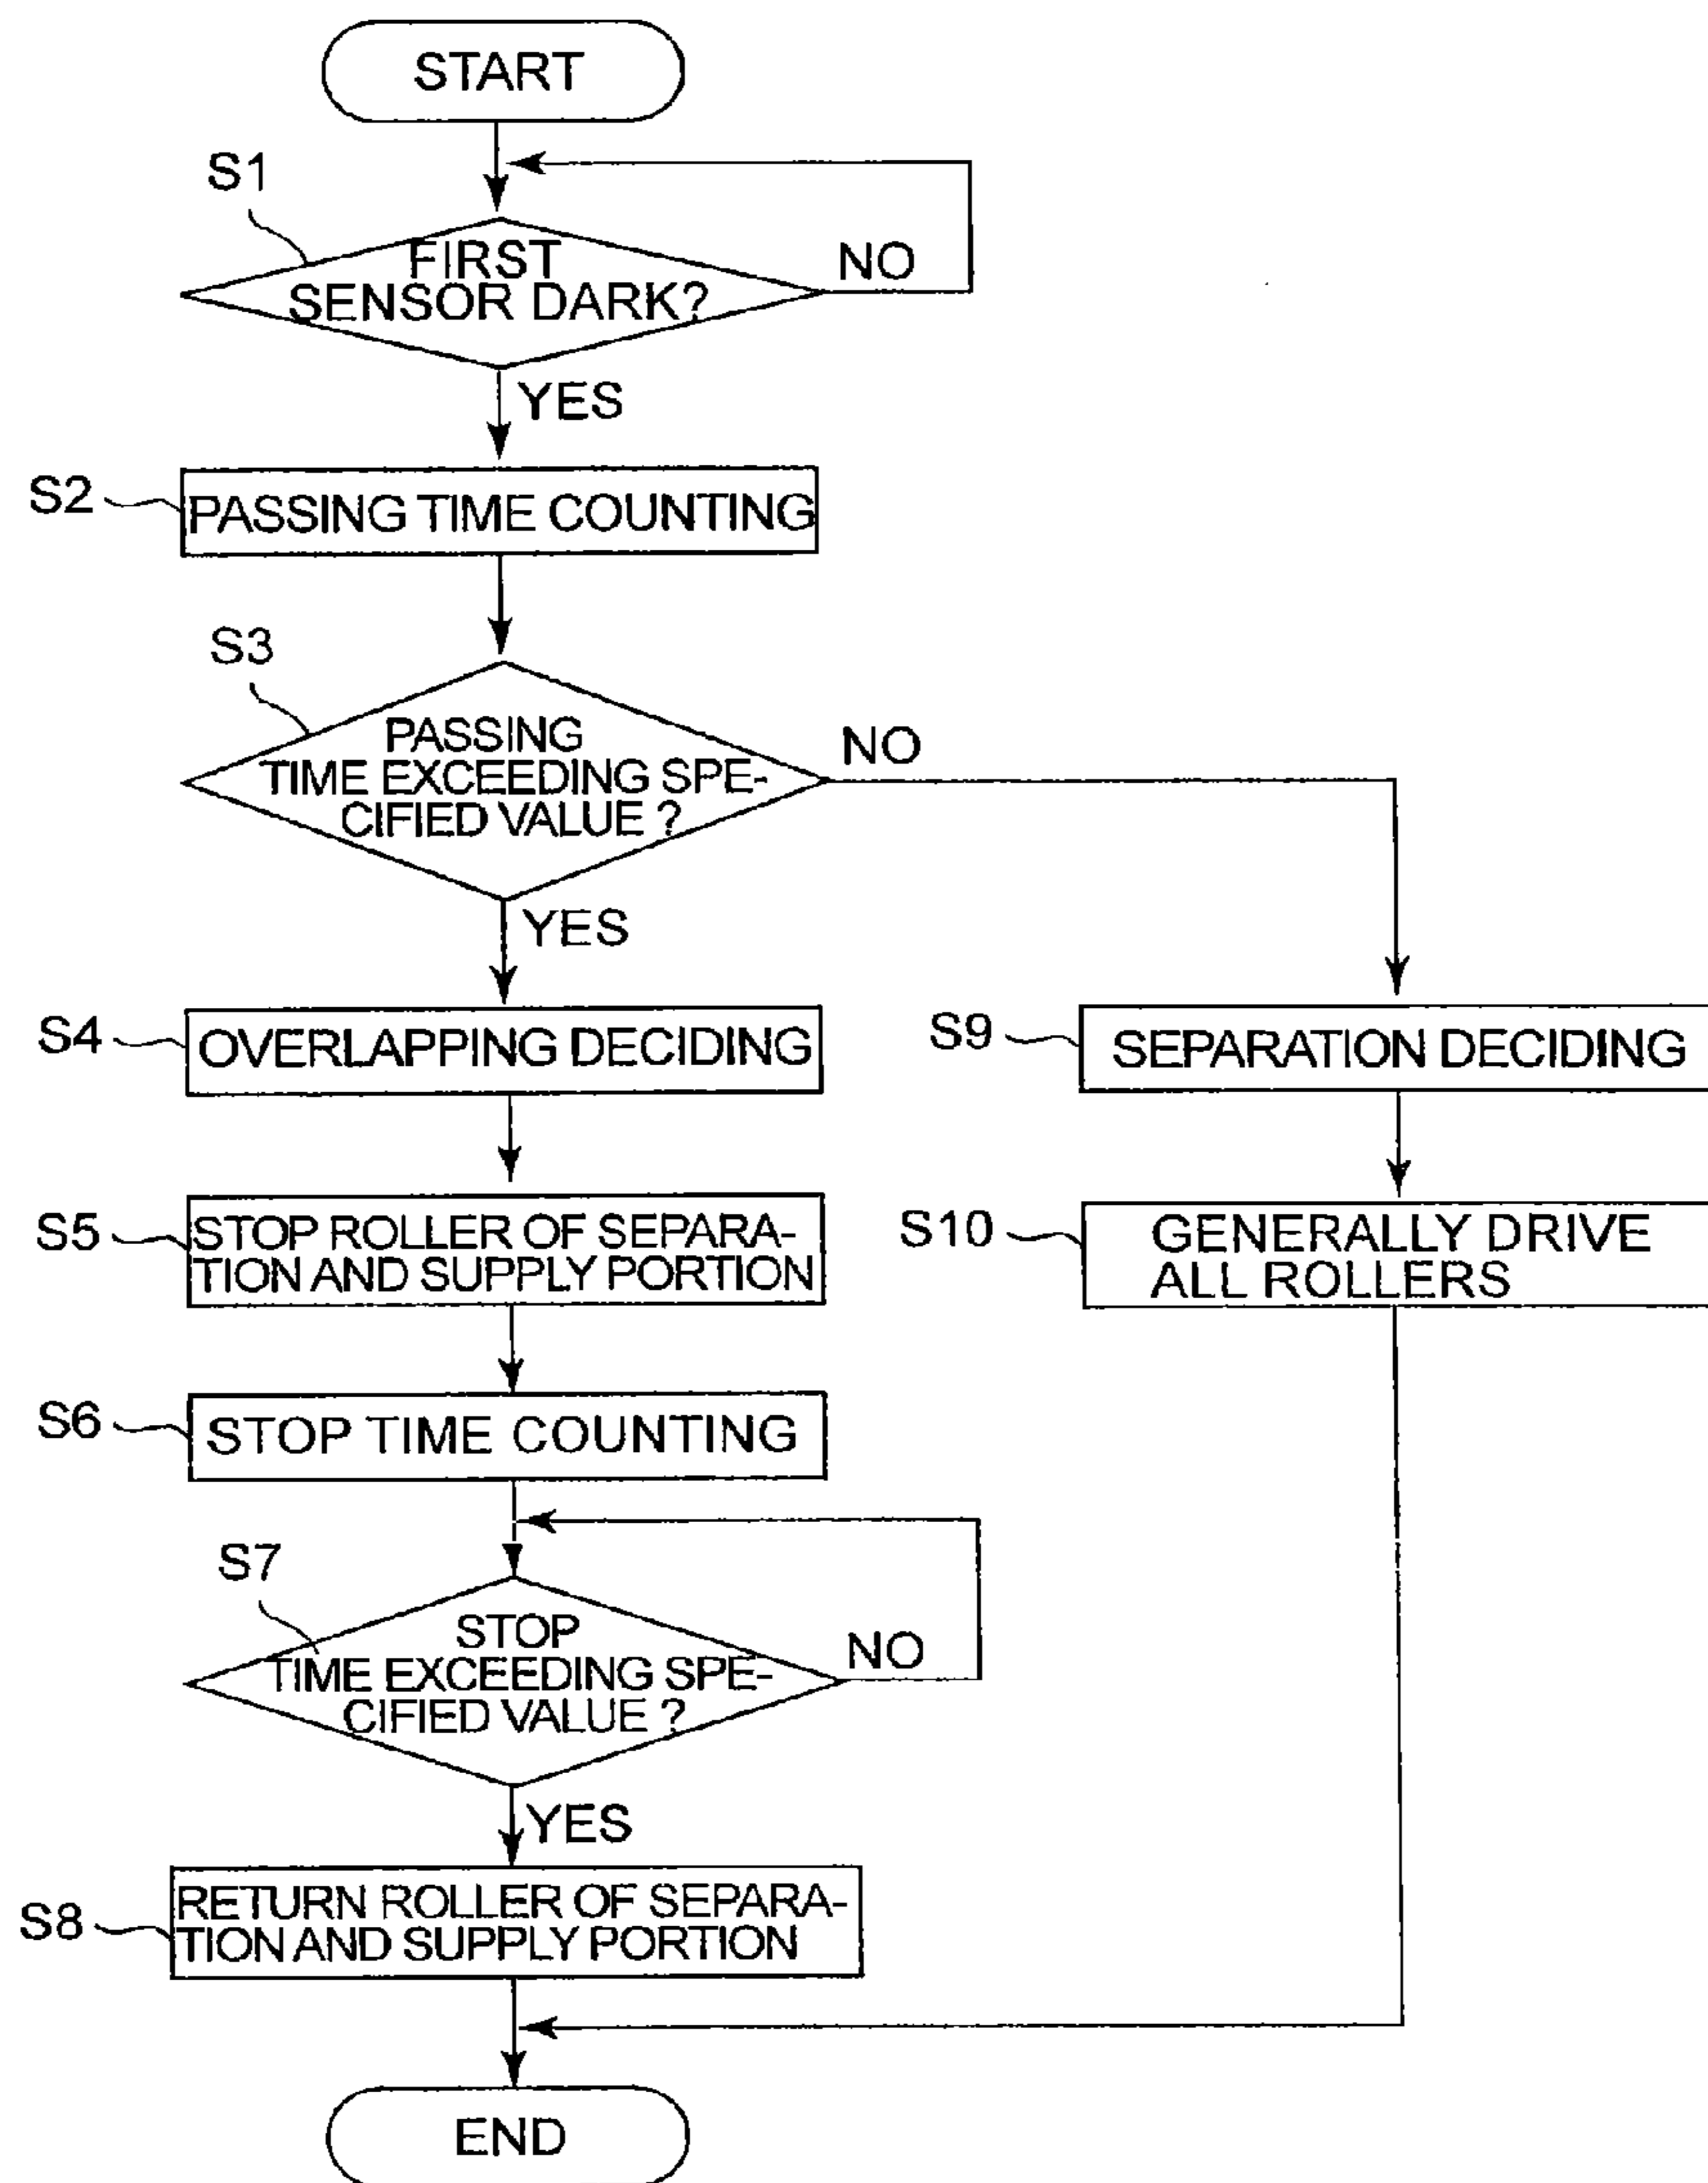 START
S1
FIRST
SENSOR DARK?
NO
YES
S2
PASSING TIME COUNTING
S3
PASSING
TIME EXCEEDING SPE-
CIFIED VALUE ?
NO
YES
S4
OVERLAPPING DECIDING
S9
SEPARATION DECIDING
S5
STOP ROLLER OF SEPARA-
TION AND SUPPLY PORTION
S10
GENERALLY DRIVE
ALL ROLLERS
S6
STOP TIME COUNTING
S7
STOP
TIME EXCEEDING SPE-
CIFIED VALUE ?
NO
YES
S8
RETURN ROLLER OF SEPARA-
TION AND SUPPLY PORTION
END